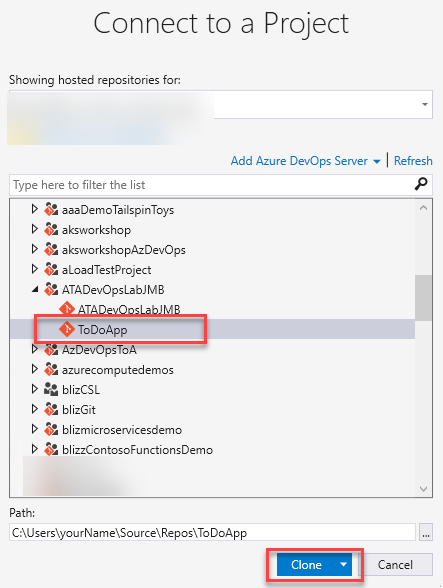 Connect to a Project
Showing hosted repositories for:
Add Azure DevOps Server | Refresh
Type here to filter the list
aaaDemoTailspinToys
aksworkshop
aksworkshopAzDevOps
aLoadTestProject
ATADevOpsLabJMB
ATADevOpsLabJMB
ToDoApp
AzDevOpsToA
azurecomputedemos
blizCSL
blizGit
blizmicroservicesdemo
blizzContosoFunctionsDemo
Path:
C:\Users\yourName\Source\Repos\ToDoApp
...
Clone Cancel